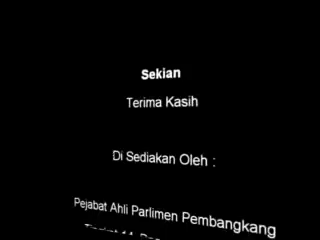 Sekian
Terima Kasih
Di Sediakan Oleh :
Pejabat Ahli Parlimen Pembangkang